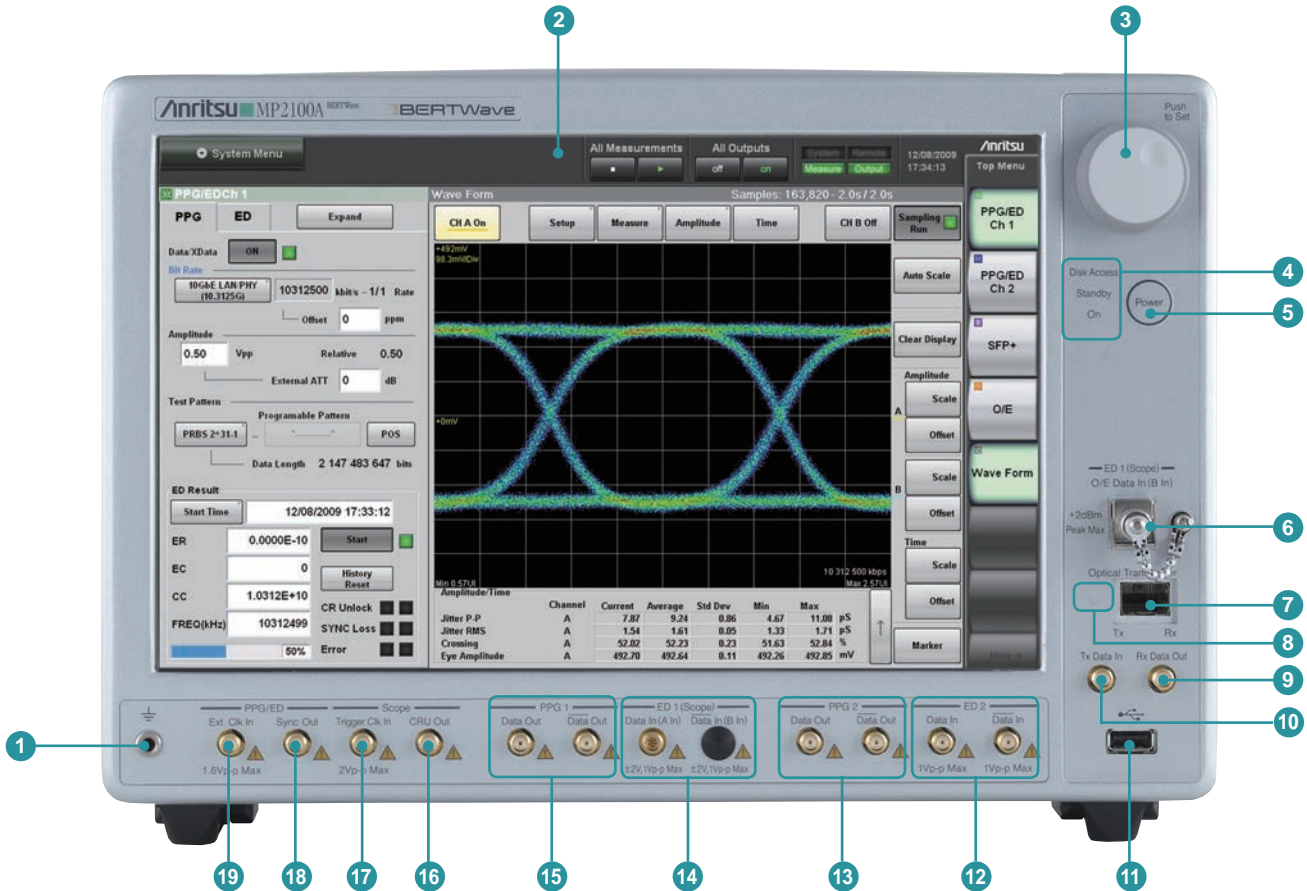 2
3
Anritsu MP2100A BERTWave BERTWave
Push to Set
System Menu
All Measurements
All Outputs
off
on
System
Remote
Measure
Output
12/08/2009
17:34:13
Anritsu
Top Menu
PPG/EDCh 1
Wave Form
Samples: 163,820 - 2.0s / 2.0s
PPG
ED
Expand
CH A On
Setup
Measure
Amplitude
Time
CH B Off
Sampling Run
PPG/ED Ch 1
Data/XData ON
+492mV
98.3mV/Div
Bit Rate
10GbE LAN/PHY (10.3125G)
10312500 kbit/s - 1/1 Rate
Offset 0 ppm
Auto Scale
PPG/ED Ch 2
Disk Access
4
Standby
Power
5
On
Amplitude
0.50 Vpp Relative 0.50
External ATT 0 dB
Clear Display
SFP+
Test Pattern
Programable Pattern
PRBS 2^31-1
POS
Data Length 2 147 483 647 bits
+0mV
Amplitude
A
Scale
Offset
B
Scale
Offset
O/E
Wave Form
ED Result
Start Time
12/08/2009 17:33:12
ER 0.0000E-10 Start
EC 0
History Reset
CC 1.0312E+10
CR Unlock
FREQ(kHz) 10312499
SYNC Loss
50% Error
Time
Scale
Offset
Marker
10 312 500 kbps
Min 0.57UI
Max 2.57UI
Amplitude/Time
Channel Current Average Std Dev Min Max
Jitter P-P A 7.87 9.24 0.86 4.67 11.08 pS
Jitter RMS A 1.54 1.61 0.05 1.33 1.71 pS
Crossing A 52.02 52.23 0.23 51.63 52.84 %
Eye Amplitude A 492.70 492.64 0.11 492.26 492.85 mV
ED 1 (Scope)
O/E Data In (B In)
+2dBm
Peak Max
6
7
Tx
Rx
8
Tx Data In
Rx Data Out
9
10
11
1
PPG/ED
Ext. Clk In
Sync Out
1.6Vp-p Max
Scope
Trigger Clk In
CRU Out
2Vp-p Max
PPG 1
Data Out
Data Out
ED 1 (Scope)
Data In (A In)
Data In (B In)
±2V,1Vp-p Max
±2V,1Vp-p Max
PPG 2
Data Out
Data Out
ED 2
Data In
Data In
1Vp-p Max
1Vp-p Max
19
18
17
16
15
14
13
12